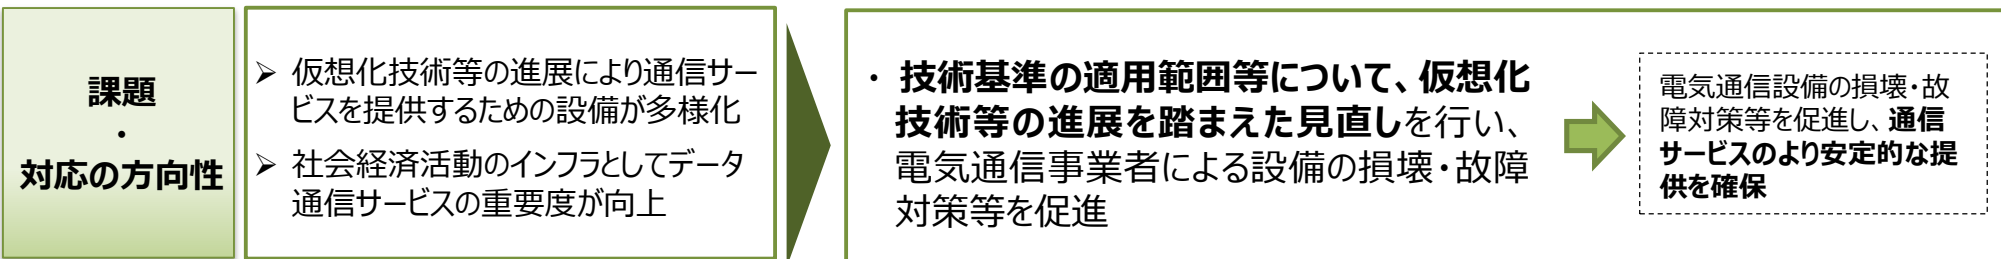 課題
・
対応の方向性
➢ 仮想化技術等の進展により通信サー
ビスを提供するための設備が多様化
➢ 社会経済活動のインフラとしてデータ
通信サービスの重要度が向上
・ 技術基準の適用範囲等について、仮想化
技術等の進展を踏まえた見直しを行い、
電気通信事業者による設備の損壊・故障
対策等を促進
電気通信設備の損壊・故
障対策等を促進し、通信
サービスのより安定的な提
供を確保